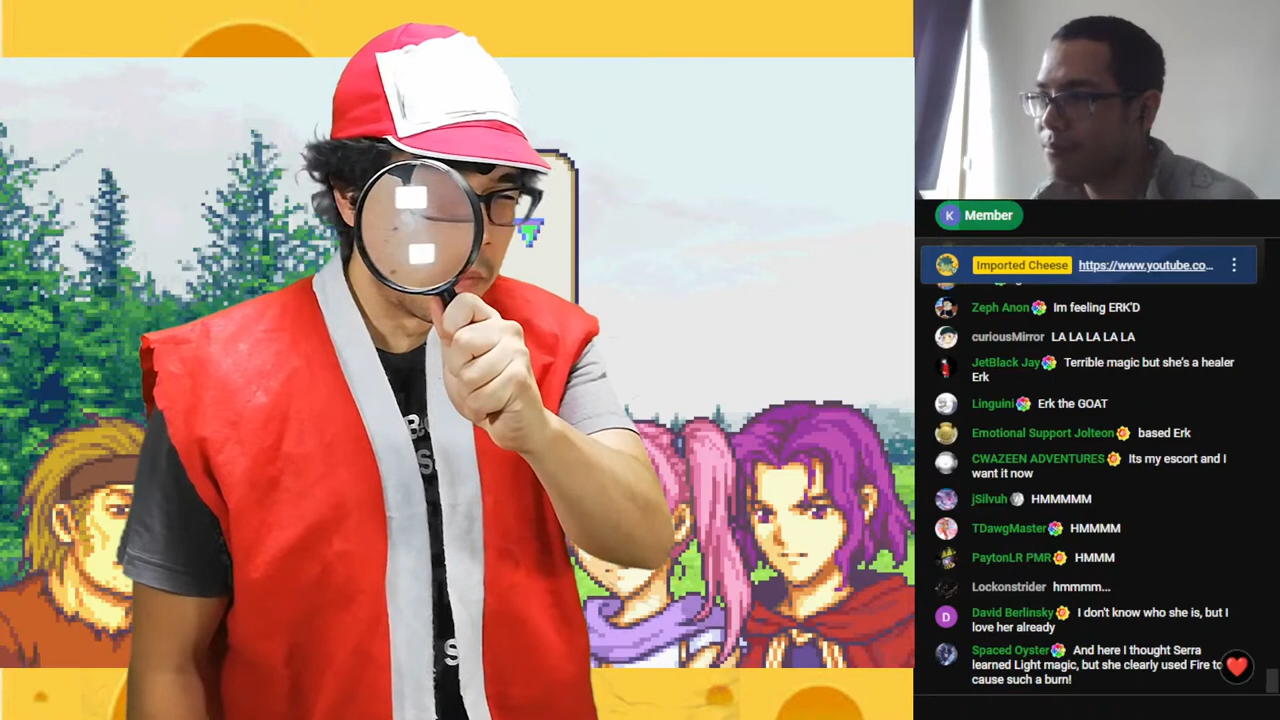 K Member
Imported Cheese https://www.youtube.co...
Zeph Anon Im feeling ERK'D
curiousMirror LA LA LA LA LA
JetBlack Jay Terrible magic but she's a healer
Erk
Linguini Erk the GOAT
Emotional Support Jolteon based Erk
CWAZEEN ADVENTURES Its my escort and I
want it now
jSilvuh HMMMMM
TDawgMaster HMMMM
PaytonLR PMR HMMM
Lockonstrider hmmmm...
D David Berlinsky I don't know who she is, but I
love her already
Spaced Oyster And here I thought Serra
learned Light magic, but she clearly used Fire to
cause such a burn!